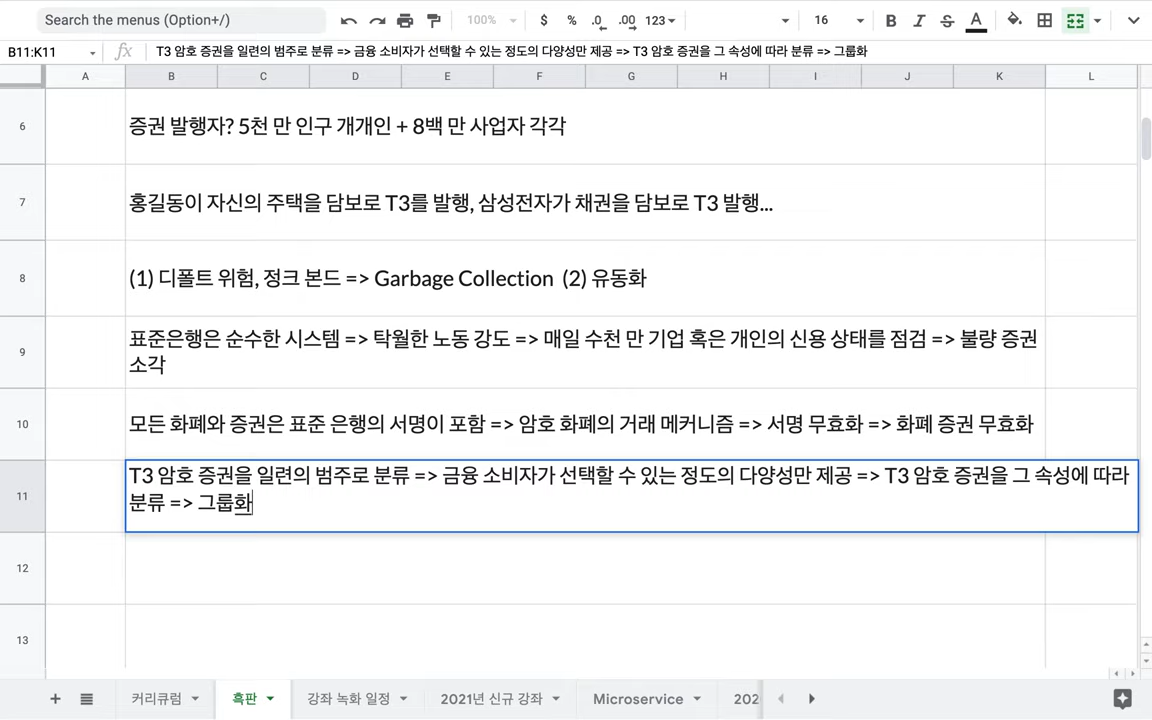 Search the menus (Option+/)
100%
$ % .0 .00 123
16
B I S A
B11:K11
fx T3 암호 증권을 일련의 범주로 분류 => 금융 소비자가 선택할 수 있는 정도의 다양성만 제공 => T3 암호 증권을 그 속성에 따라 분류 => 그룹화
A B C D E F G H I J K L
6 증권 발행자? 5천 만 인구 개개인 + 8백 만 사업자 각각
7 홍길동이 자신의 주택을 담보로 T3를 발행, 삼성전자가 채권을 담보로 T3 발행...
8 (1) 디폴트 위험, 정크 본드 => Garbage Collection (2) 유동화
9 표준은행은 순수한 시스템 => 탁월한 노동 강도 => 매일 수천 만 기업 혹은 개인의 신용 상태를 점검 => 불량 증권
소각
10 모든 화폐와 증권은 표준 은행의 서명이 포함 => 암호 화폐의 거래 메커니즘 => 서명 무효화 => 화폐 증권 무효화
11 T3 암호 증권을 일련의 범주로 분류 => 금융 소비자가 선택할 수 있는 정도의 다양성만 제공 => T3 암호 증권을 그 속성에 따라
분류 => 그룹화
12
13
커리큐럼 흑판 강좌 녹화 일정 2021년 신규 강좌 Microservice 202